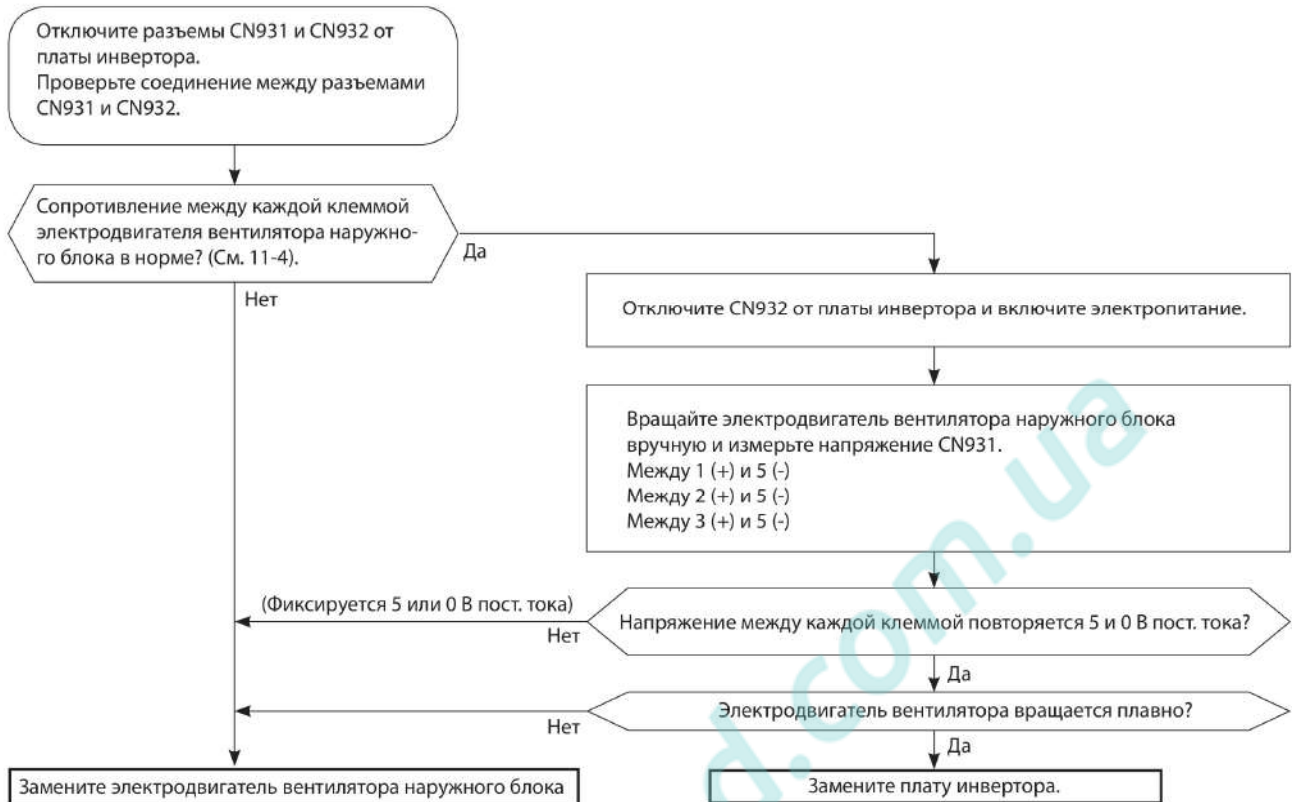 Отключите разъемы CN931 и CN932 от
платы инвертора.
Проверьте соединение между разъемами
CN931 и CN932.
Сопротивление между каждой клеммой
электродвигателя вентилятора наружно-
го блока в норме? (См. 11-4).
Да
Нет
Отключите CN932 от платы инвертора и включите электропитание.
Вращайте электродвигатель вентилятора наружного блока
вручную и измерьте напряжение CN931.
Между 1 (+) и 5 (-)
Между 2 (+) и 5 (-)
Между 3 (+) и 5 (-)
(Фиксируется 5 или 0 В пост. тока)
Нет
Напряжение между каждой клеммой повторяется 5 и 0 В пост. тока?
Да
Нет
Электродвигатель вентилятора вращается плавно?
Да
Замените электродвигатель вентилятора наружного блока
Замените плату инвертора.
d.com.ua